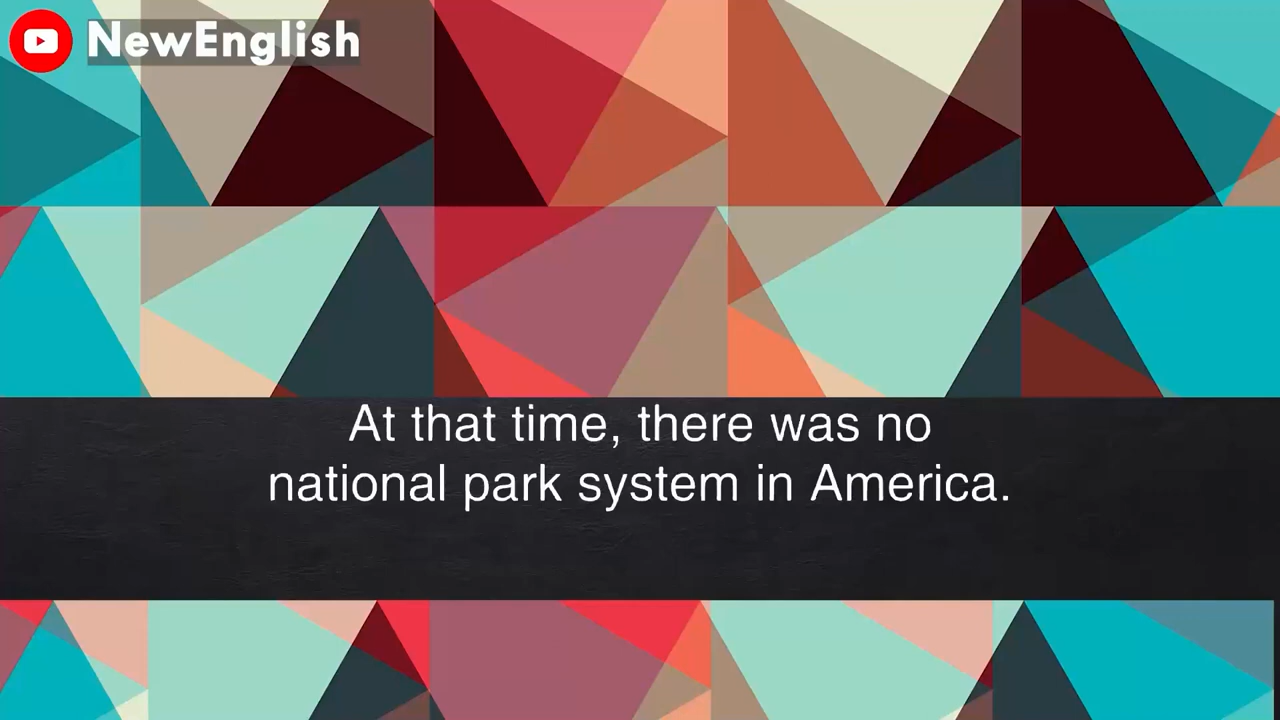 NewEnglish
At that time, there was no
national park system in America.